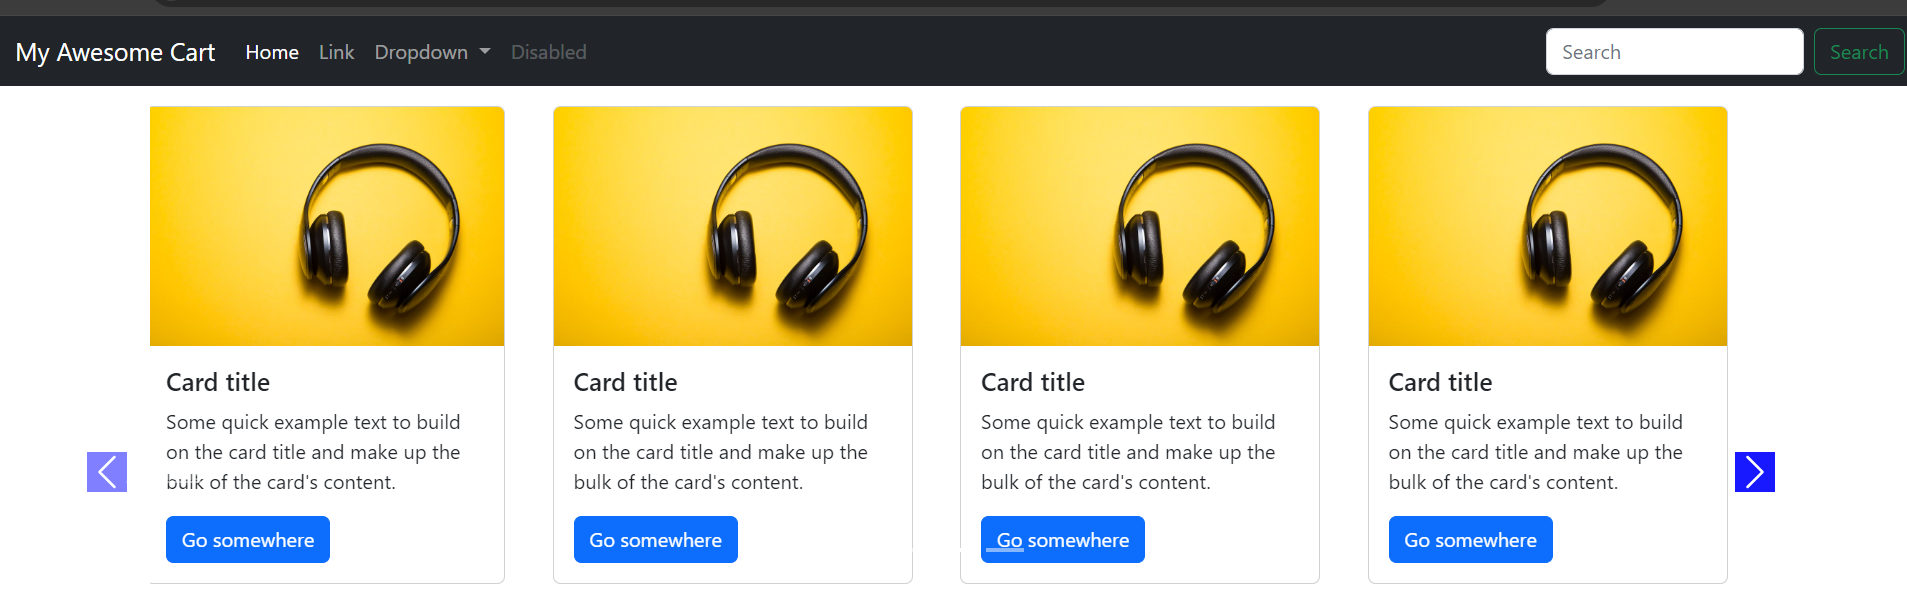 My Awesome Cart Home Link Dropdown Disabled Search Search
Card title Card title Card title Card title
Some quick example text to build Some quick example text to build Some quick example text to build Some quick example text to build
on the card title and make up the on the card title and make up the on the card title and make up the on the card title and make up the
bulk of the card's content. bulk of the card's content. bulk of the card's content. bulk of the card's content.
Go somewhere Go somewhere Go somewhere Go somewhere